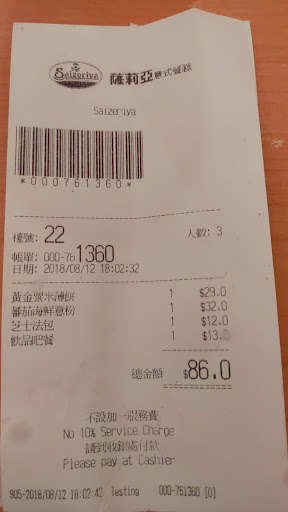 Saizeriya
薩莉亞意式餐廳
Saizeriya
*000761360*
檯號: 22
人數: 3
帳單: 000-761360
日期: 2018/08/12 18:02:32
黃金粟米薄餅 1 $29.0
番茄海鮮意粉 1 $32.0
芝士法包 1 $12.0
飲品吧餐 1 $13.0
總金額 $86.0
不設加一服務費
No 10% Service Charge
請到收銀處付款
Please pay at Cashier
905-2018/08/12 18:02:42 Testing 000-761360 [0]